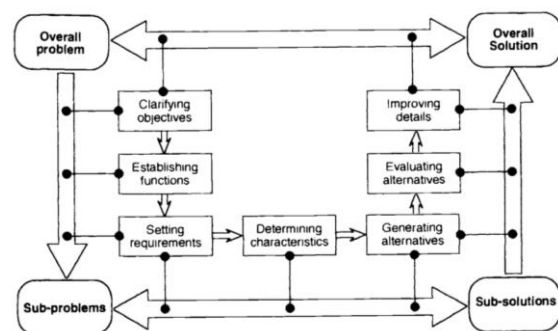 Overall
problem
Overall
Solution
Clarifying
objectives
Improving
details
Establishing
functions
Evaluating
alternatives
Setting
requirements
Determining
characteristics
Generating
alternatives
Sub-problems
Sub-solutions